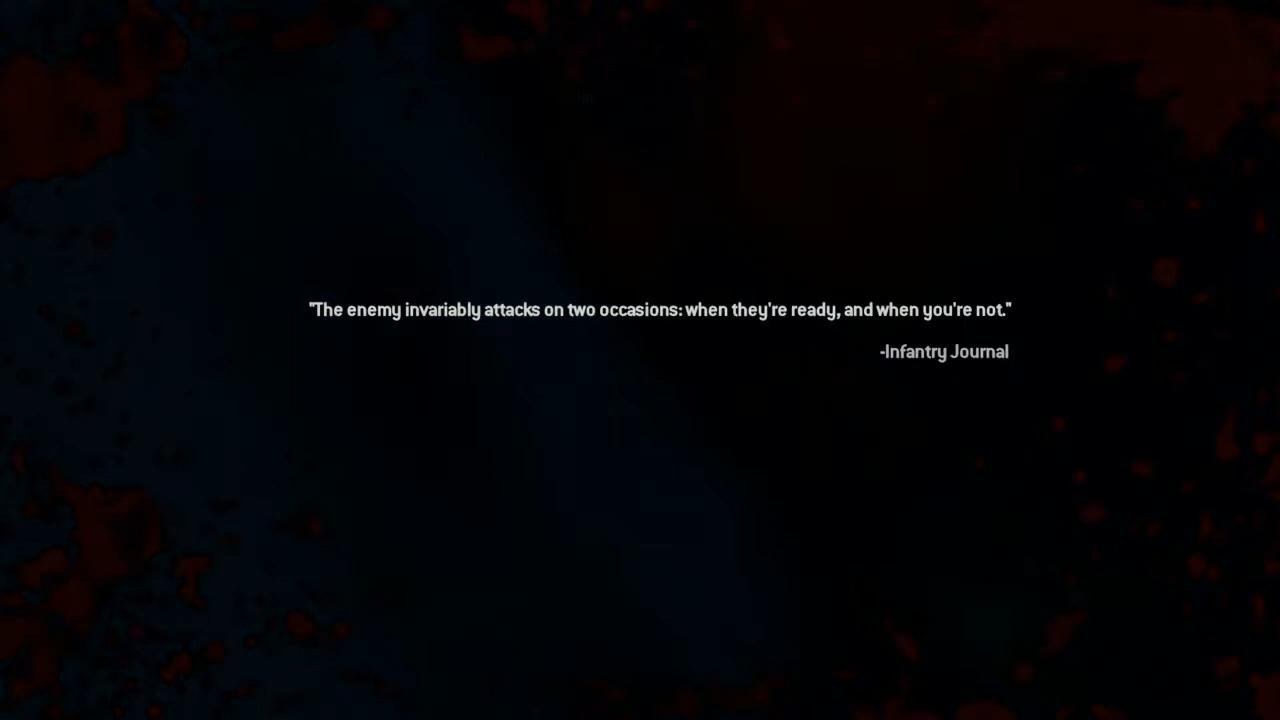 "The enemy invariably attacks on two occasions: when they're ready, and when you're not."
-Infantry Journal